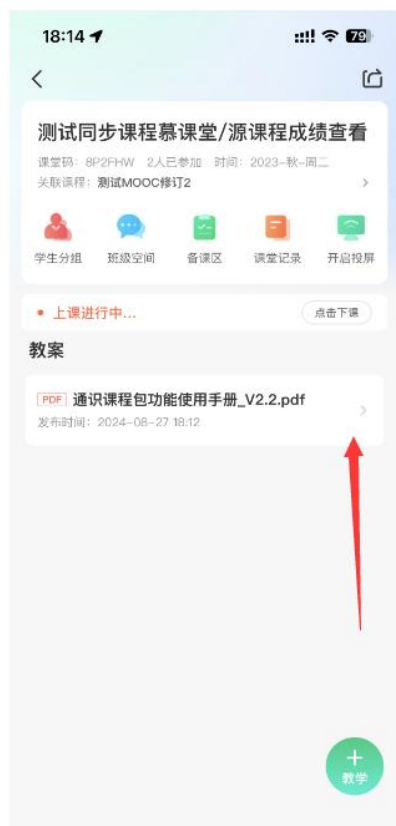 18:14
79
测试同步课程慕课堂/源课程成绩查看
课堂码: 8P2FHW 2人已参加 时间: 2023-秋-周二
关联课程: 测试MOOC修订2
学生分组 班级空间 备课区 课堂记录 开启投屏
上课进行中... 点击下课
教案
PDF 通识课程包功能使用手册_V2.2.pdf
发布时间: 2024-08-27 18:12
教学